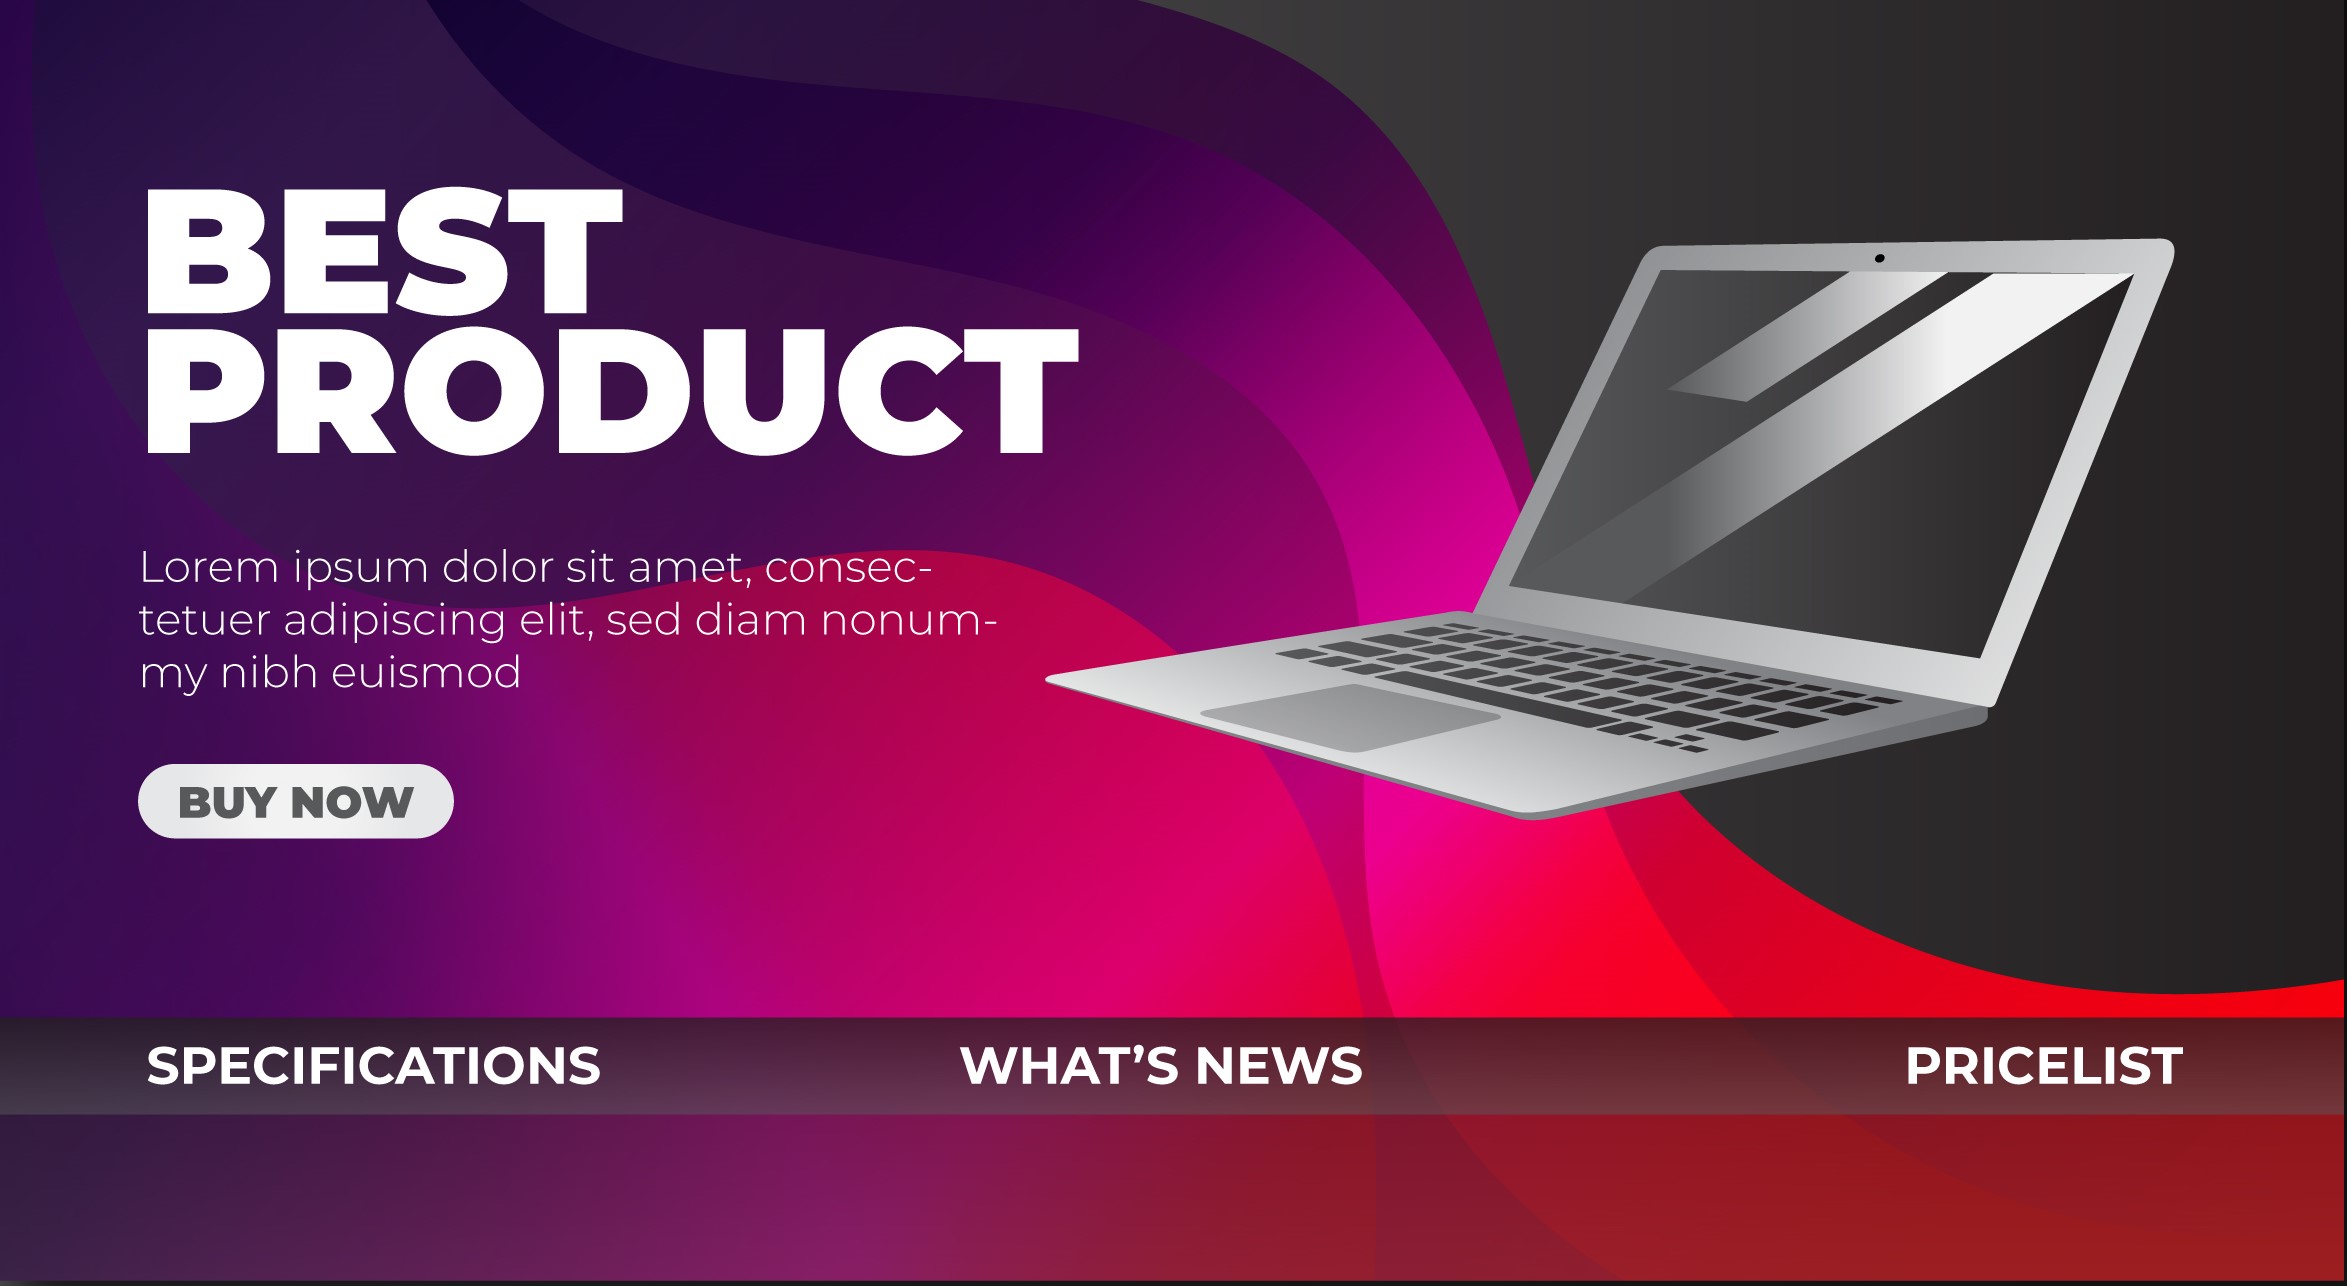 BEST
PRODUCT
Lorem ipsum dolor sit amet, consec-
tetuer adipiscing elit, sed diam nonum-
my nibh euismod
BUY NOW
SPECIFICATIONS
WHAT’S NEWS
PRICELIST